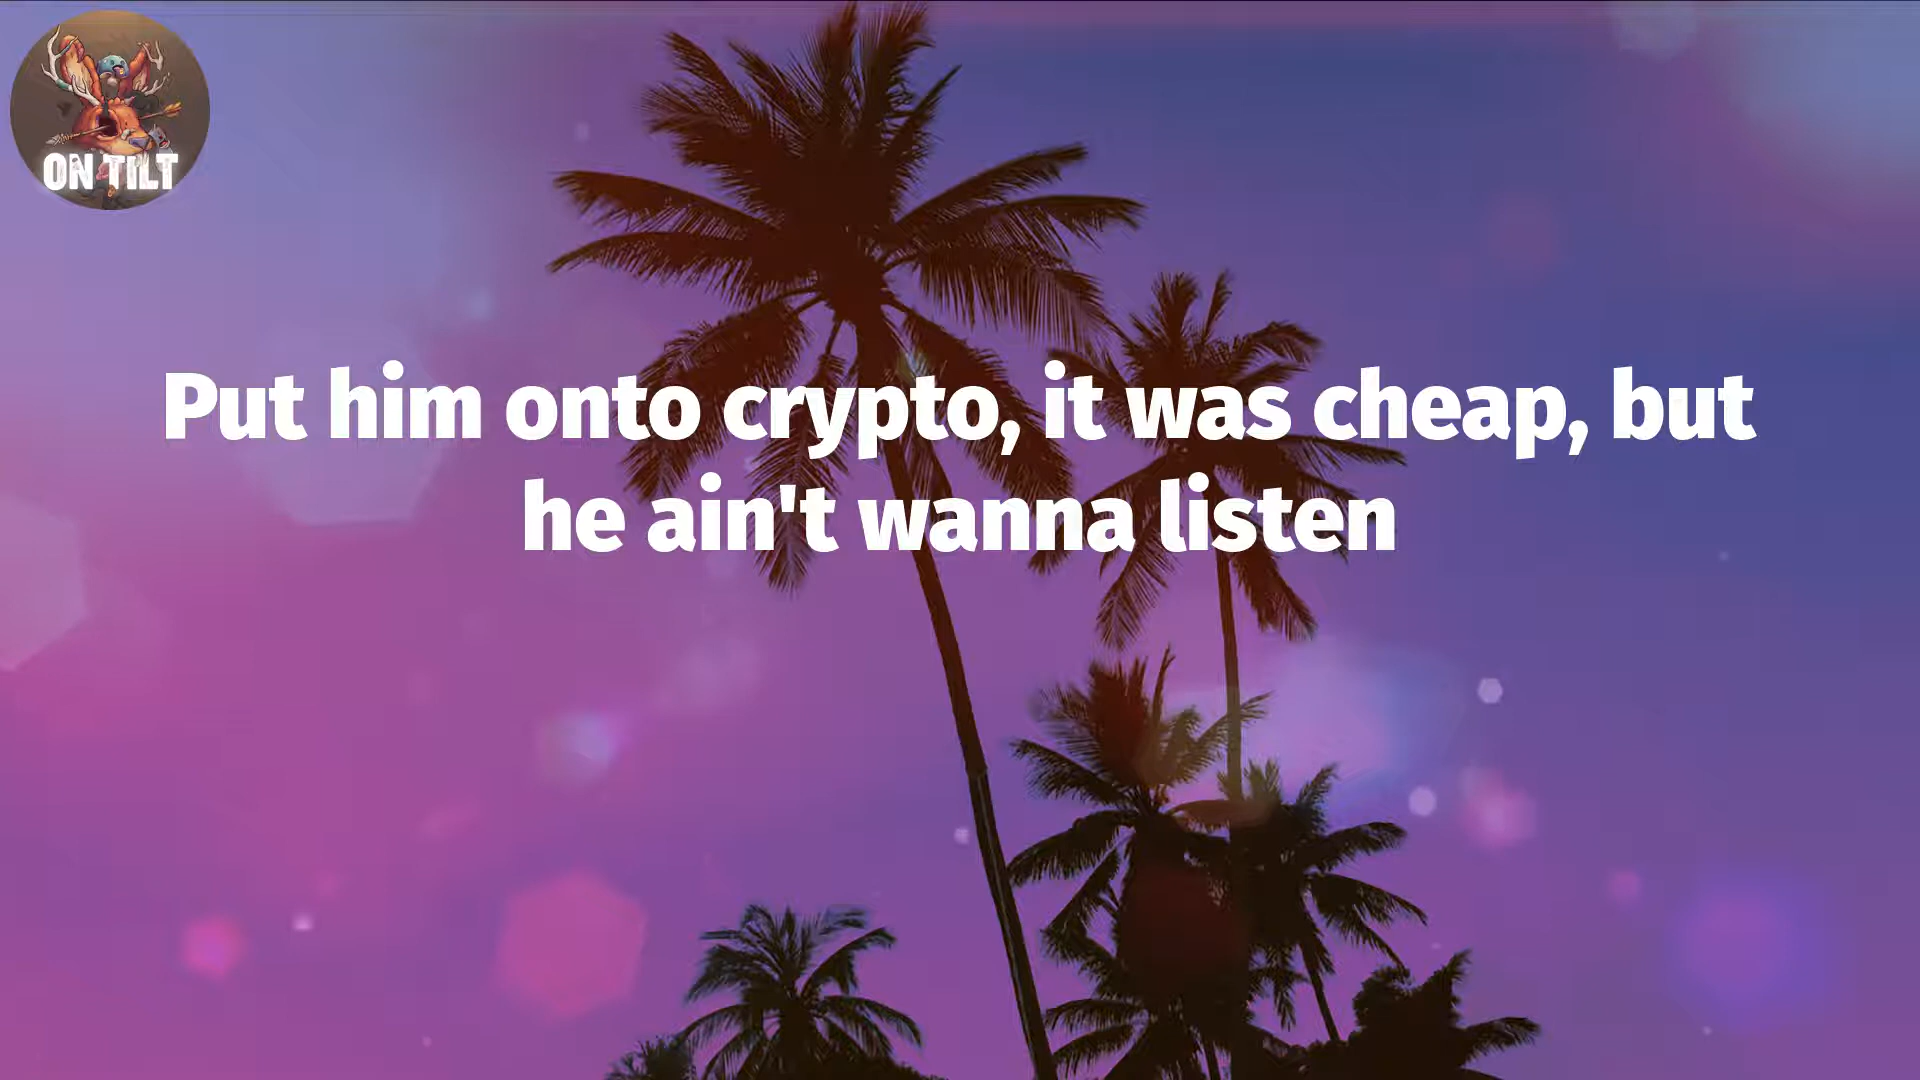 ON TILT
Put him onto crypto, it was cheap, but
he ain't wanna listen